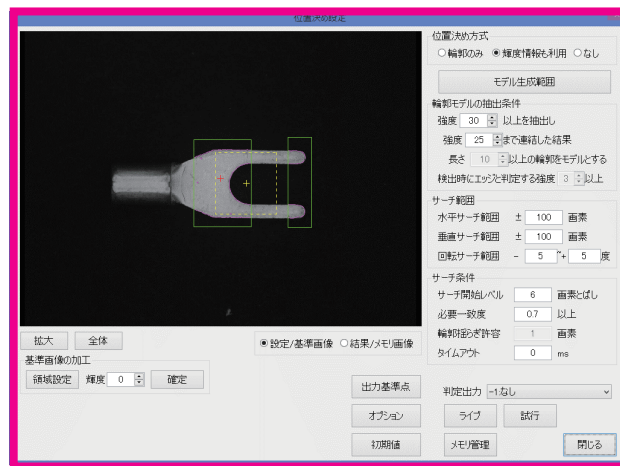 位置決め設定
位置決め方式
輪郭のみ 輝度情報も利用 なし
モデル生成範囲
輪郭モデルの抽出条件
強度 30 以上を抽出し
強度 25 まで連結した結果
長さ 10 以上の輪郭をモデルとする
検出時にエッジと判定する強度 3 以上
サーチ範囲
水平サーチ範囲 ± 100 画素
垂直サーチ範囲 ± 100 画素
回転サーチ範囲 - 5 ~+ 5 度
サーチ条件
サーチ開始レベル 6 画素とばし
必要一致度 0.7 以上
輪郭揺らぎ許容 1 画素
タイムアウト 0 ms
拡大 全体
設定/基準画像 結果/メモリ画像
基準画像の加工
領域設定 輝度 0 確定
出力基準点
判定出力 -1:なし
オプション ライブ 試行
初期値 メモリ管理 閉じる